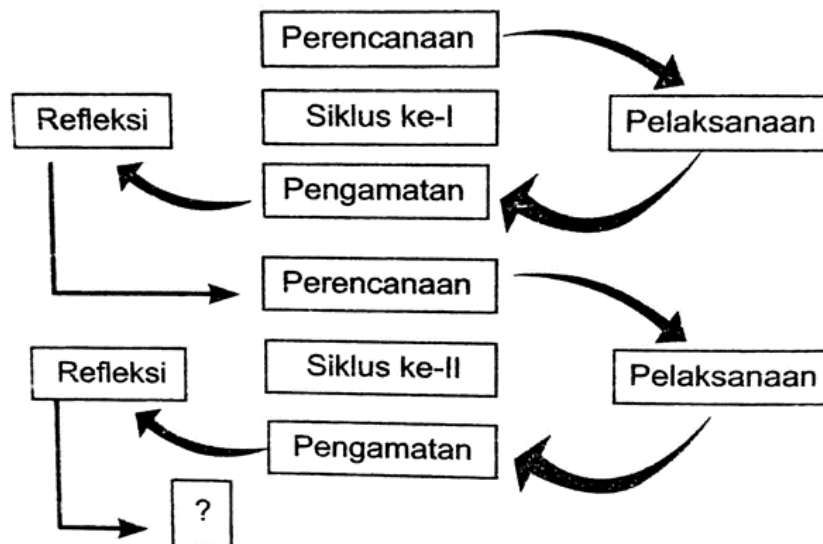 Perencanaan
Refleksi
Siklus ke-I
Pelaksanaan
Pengamatan
Perencanaan
Refleksi
Siklus ke-II
Pelaksanaan
Pengamatan
?